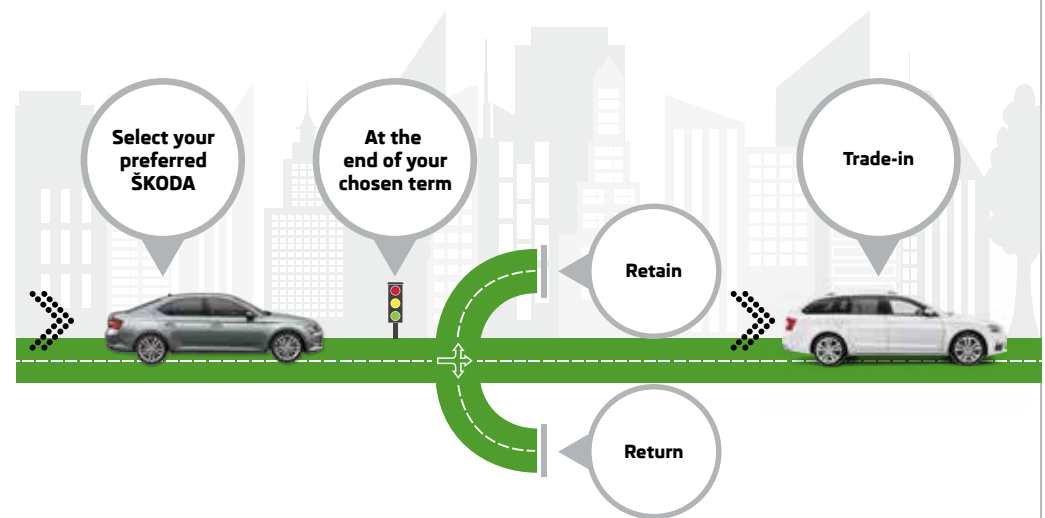 Select your
preferred
ŠKODA
At the
end of your
chosen term
Retain
Return
Trade-in